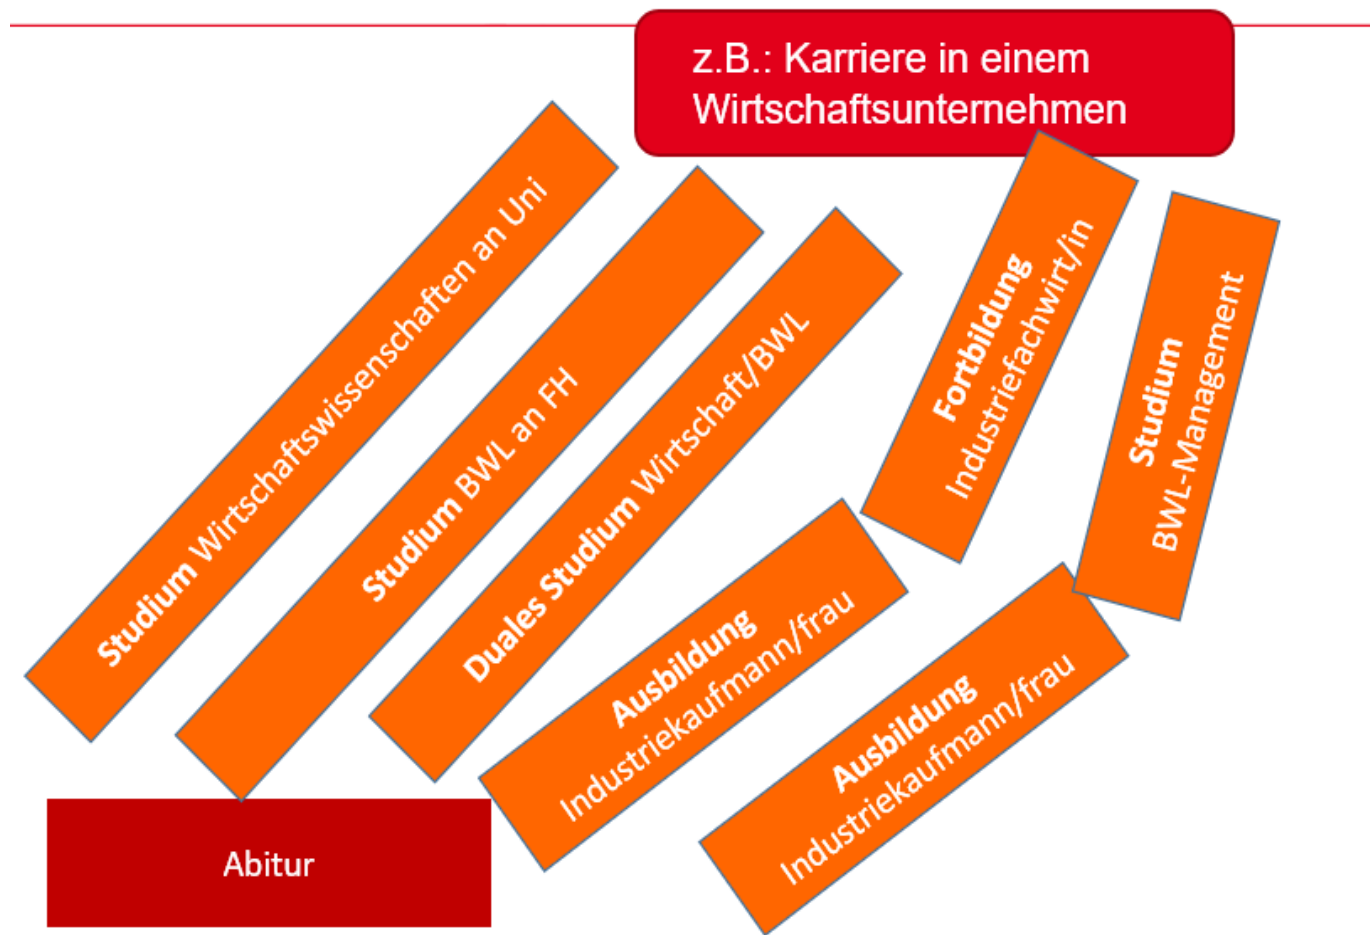 z.B.: Karriere in einem
Wirtschaftsunternehmen
Studium Wirtschaftswissenschaften an Uni
Studium BWL an FH
Duales Studium Wirtschaft/BWL
Ausbildung
Industriekaufmann/frau
Fortbildung
Industriefachwirt/in
Ausbildung
Industriekaufmann/frau
Studium
BWL-Management
Abitur